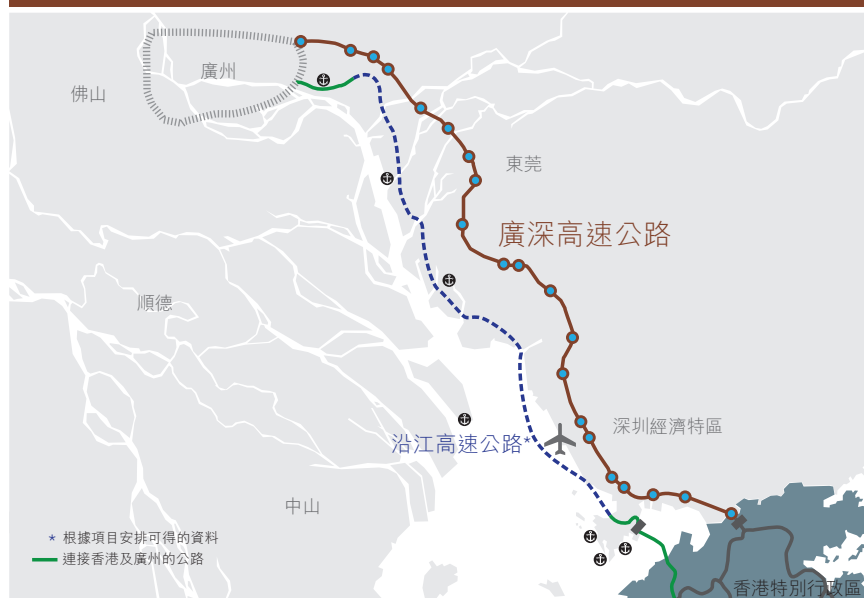 廣州
佛山
東莞
廣深高速公路
順德
深圳經濟特區
沿江高速公路*
中山
* 根據項目安排可得的資料
連接香港及廣州的公路
香港特別行政區